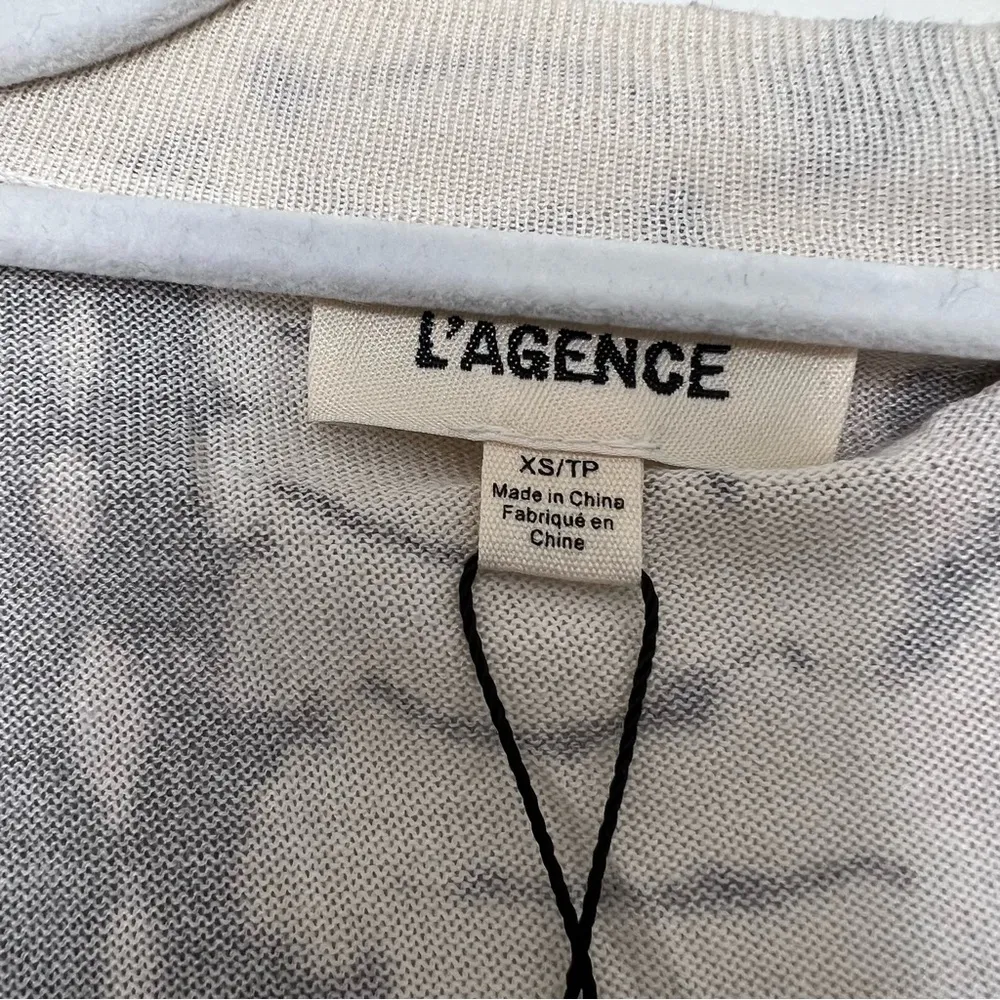 L'AGENCE
XS/TP
Made in China
Fabriqué en
Chine